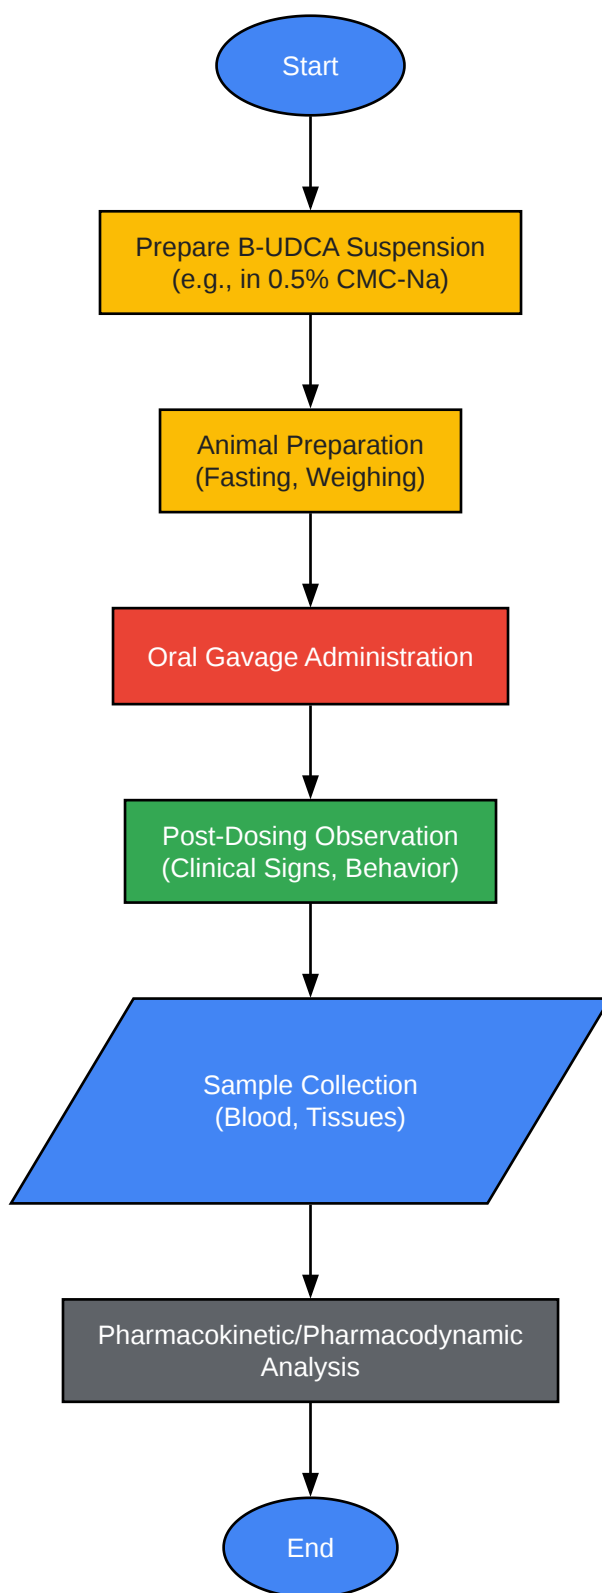 Start
Prepare B-UDCA Suspension
(e.g., in 0.5% CMC-Na)
Animal Preparation
(Fasting, Weighing)
Oral Gavage Administration
Post-Dosing Observation
(Clinical Signs, Behavior)
Sample Collection
(Blood, Tissues)
Pharmacokinetic/Pharmacodynamic
Analysis
End